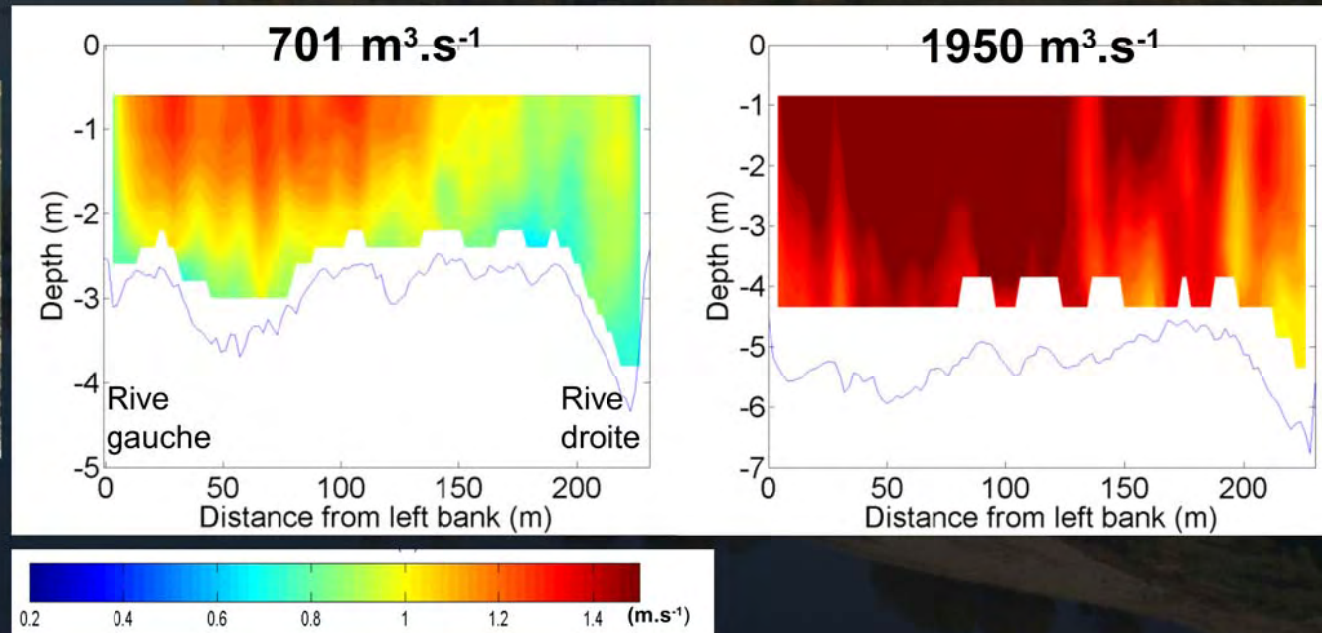 701 m³.s⁻¹
0
-1
-2
-3
-4
-5
Depth (m)
Rive
gauche
Rive
droite
0 50 100 150 200
Distance from left bank (m)
1950 m³.s⁻¹
0
-1
-2
-3
-4
-5
-6
-7
Depth (m)
0 50 100 150 200
Distance from left bank (m)
0.2 0.4 0.6 0.8 1 1.2 1.4 (m.s⁻¹)